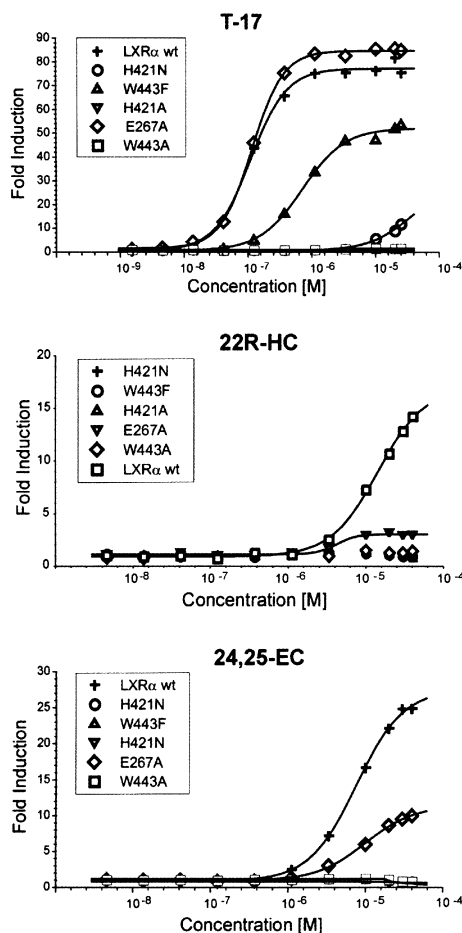 T-17
90
80
70
60
50
40
30
20
10
0
Fold Induction
LXRα wt
H421N
W443F
H421A
E267A
W443A
10⁻⁹ 10⁻⁸ 10⁻⁷ 10⁻⁶ 10⁻⁵ 10⁻⁴
Concentration [M]
22R-HC
20
15
10
5
0
Fold Induction
H421N
W443F
H421A
E267A
W443A
LXRα wt
10⁻⁸ 10⁻⁷ 10⁻⁶ 10⁻⁵ 10⁻⁴
Concentration [M]
24,25-EC
30
25
20
15
10
5
0
Fold Induction
LXRα wt
H421N
W443F
H421N
E267A
W443A
10⁻⁸ 10⁻⁷ 10⁻⁶ 10⁻⁵ 10⁻⁴
Concentration [M]